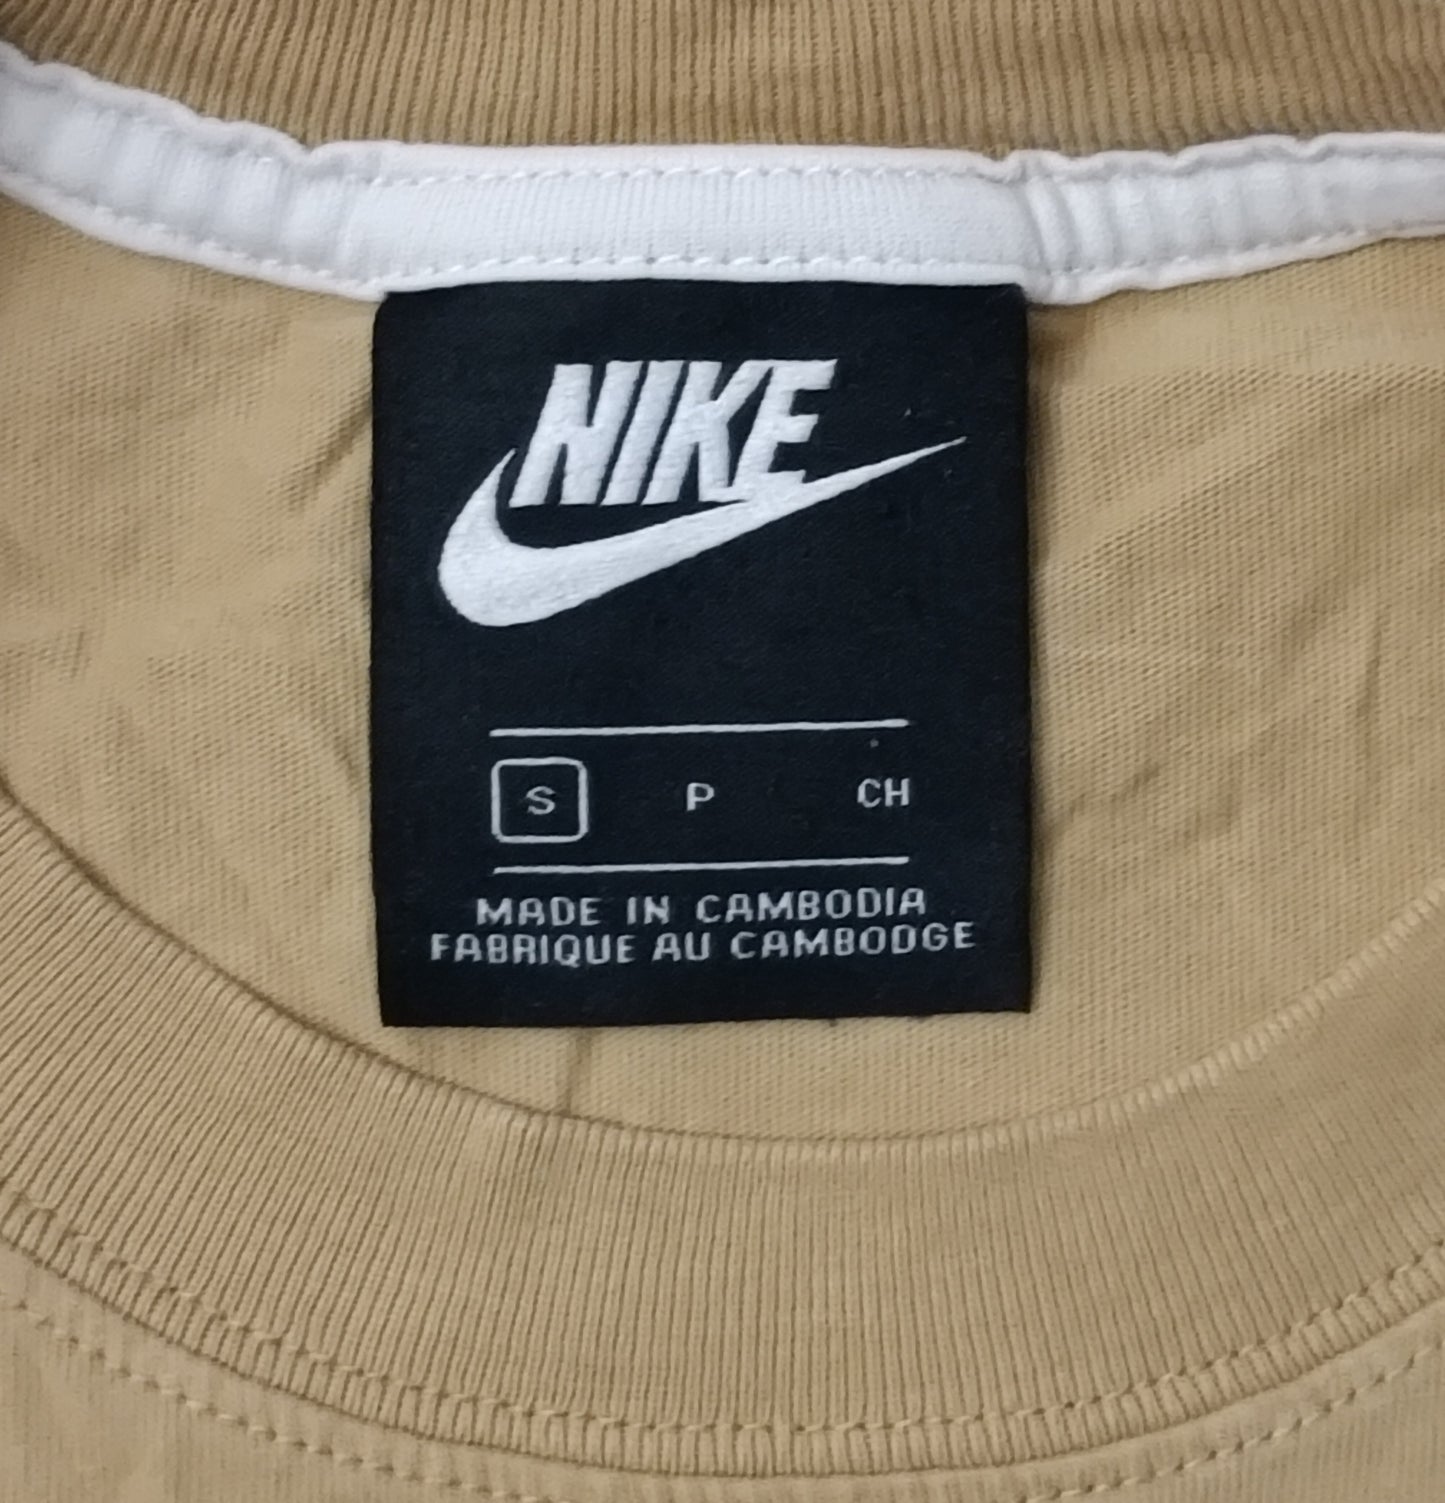 NIKE
S P CH
MADE IN CAMBODIA
FABRIQUE AU CAMBODGE